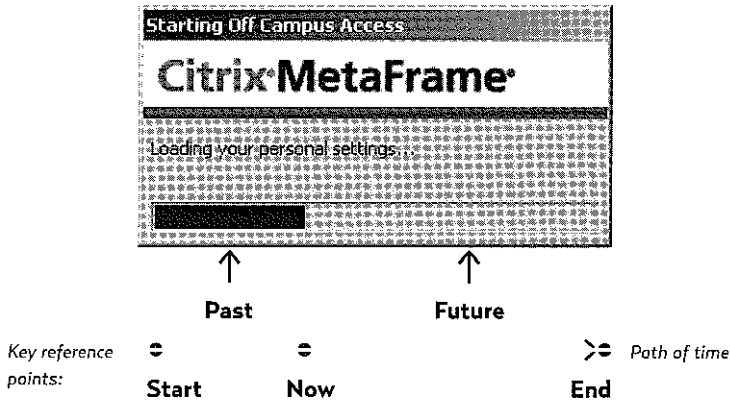 Starting Off Campus Access
Citrix MetaFrame
Loading your personal settings...
Past Future
Key reference points:
Path of time
Start Now End